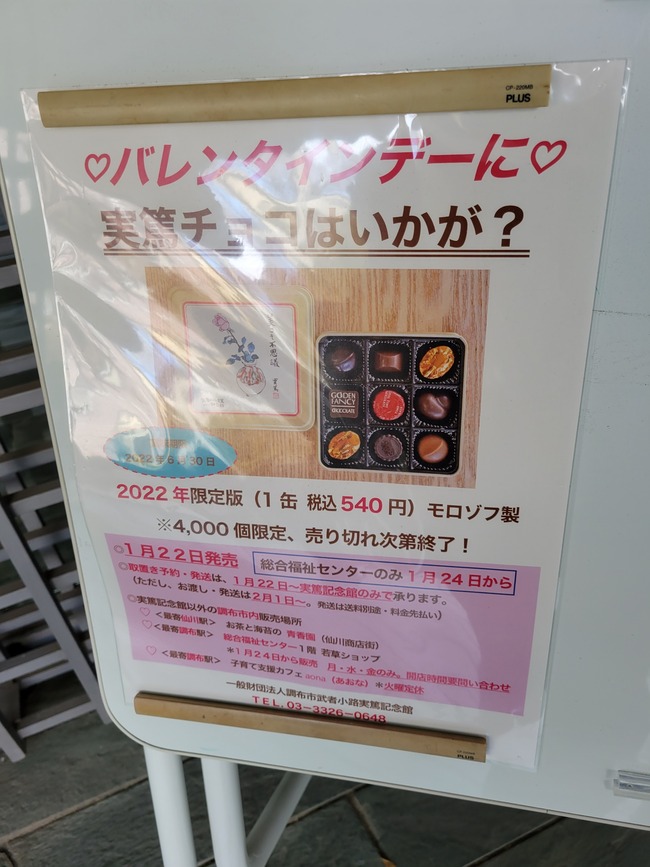 CP-220MB
PLUS
♡バレンタインデーに♡
実篤チョコはいかが？
不思議
實篤
GOLDEN
FANCY
CHOCOLATE
2022年6月30日
2022年限定版（1缶 税込540円）モロゾフ製
※4,000個限定、売り切れ次第終了！
◎1月22日発売
総合福祉センターのみ1月24日から
◎取置き予約・発送は、1月22日～実篤記念館のみで承ります。
（ただし、お渡し・発送は2月1日～。発送は送料別途・料金先払い）
◎実篤記念館以外の調布市内販売場所
♡ ＜最寄仙川駅＞ お茶と海苔の 青香園（仙川商店街）
♡ ＜最寄調布駅＞ 総合福祉センター1階 若草ショップ
＊1月24日から販売 月・水・金のみ。開店時間要問い合わせ
♡ ＜最寄調布駅＞ 子育て支援カフェ aona（あおな）＊火曜定休
一般財団法人調布市武者小路実篤記念館
TEL.03－3326－0648
PLUS